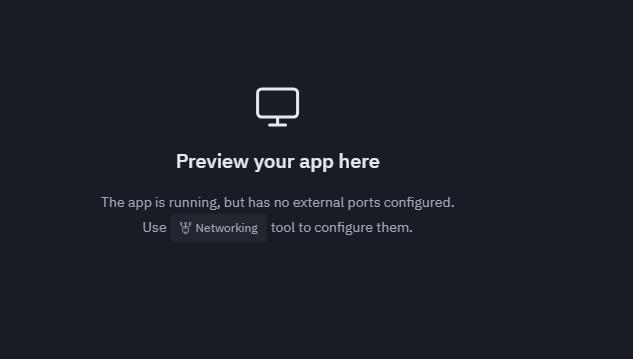 Preview your app here
The app is running, but has no external ports configured.
Use Networking tool to configure them.